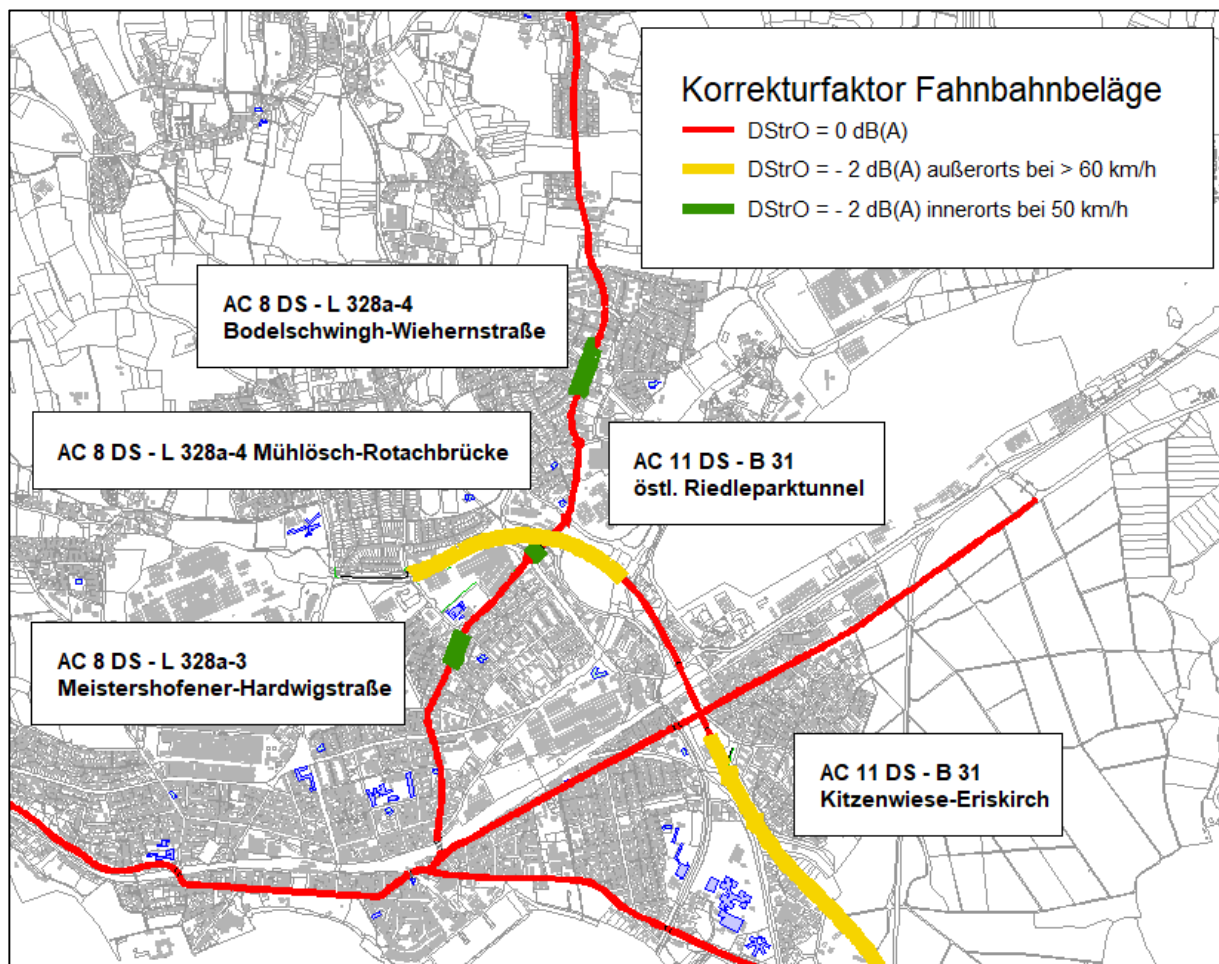 Korrekturfaktor Fahnbahnbeläge
DStrO = 0 dB(A)
DStrO = - 2 dB(A) außerorts bei > 60 km/h
DStrO = - 2 dB(A) innerorts bei 50 km/h
AC 8 DS - L 328a-4
Bodelschwingh-Wiehernstraße
AC 8 DS - L 328a-4 Mühlösch-Rotachbrücke
AC 11 DS - B 31
östl. Riedleparktunnel
AC 8 DS - L 328a-3
Meistershofener-Hardwigstraße
AC 11 DS - B 31
Kitzenwiese-Eriskirch